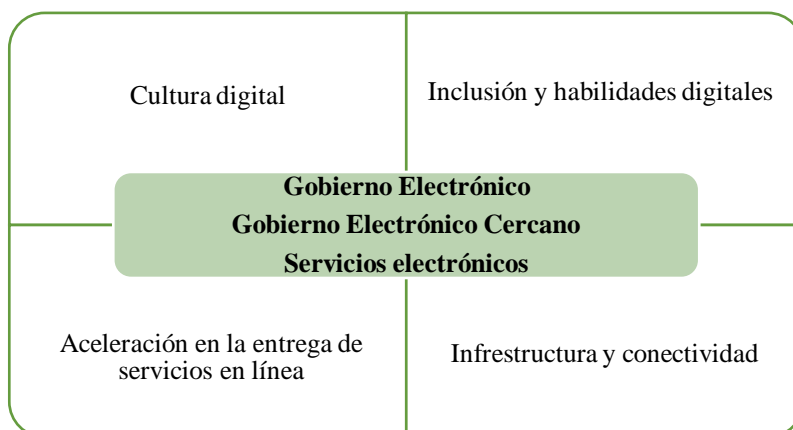 Cultura digital
Inclusión y habilidades digitales
Gobierno Electrónico
Gobierno Electrónico Cercano
Servicios electrónicos
Aceleración en la entrega de
servicios en línea
Infrestructura y conectividad